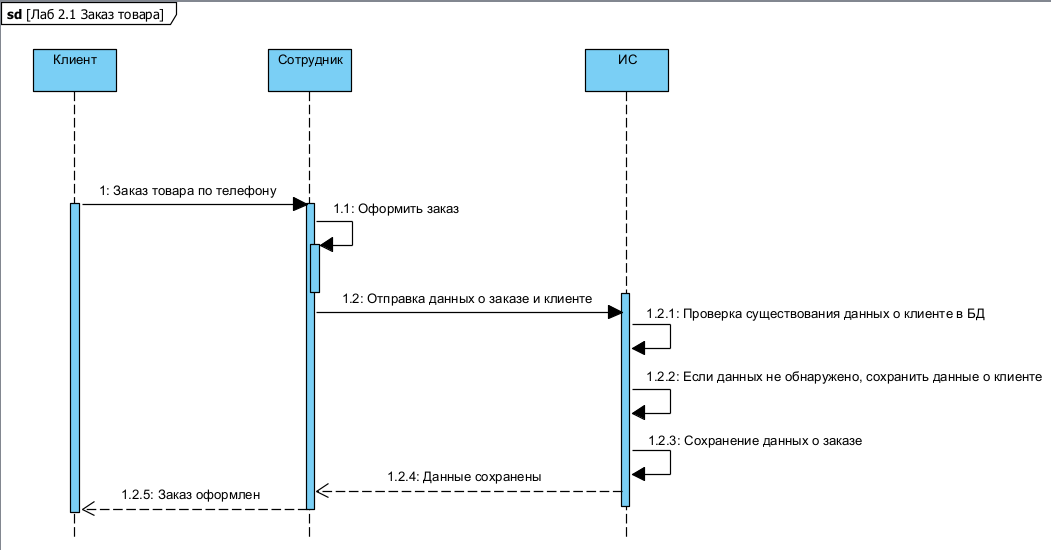 sd [Лаб 2.1 Заказ товара]
Клиент
Сотрудник
ИС
1: Заказ товара по телефону
1.1: Оформить заказ
1.2: Отправка данных о заказе и клиенте
1.2.1: Проверка существования данных о клиенте в БД
1.2.2: Если данных не обнаружено, сохранить данные о клиенте
1.2.3: Сохранение данных о заказе
1.2.4: Данные сохранены
1.2.5: Заказ оформлен